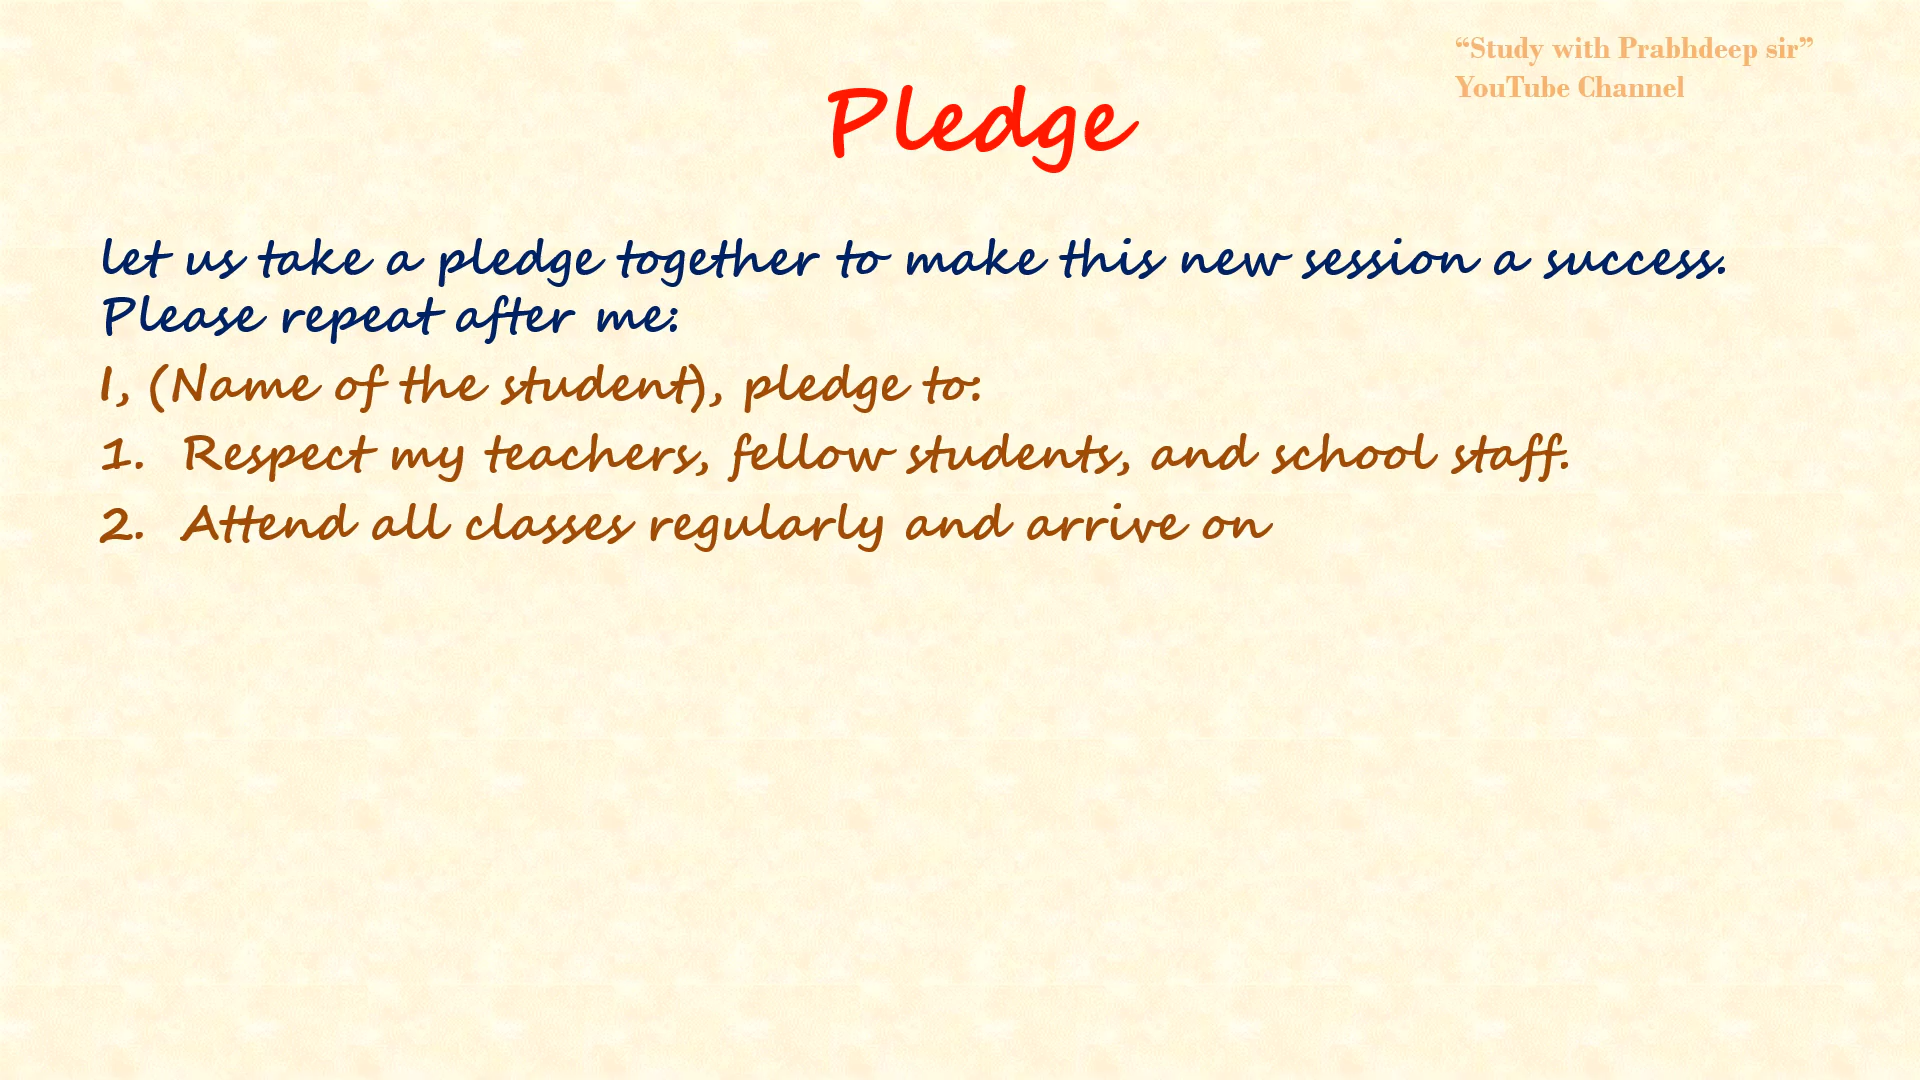 “Study with Prabhdeep sir”
YouTube Channel
Pledge
let us take a pledge together to make this new session a success.
Please repeat after me:
I, (Name of the student), pledge to:
1. Respect my teachers, fellow students, and school staff.
2. Attend all classes regularly and arrive on